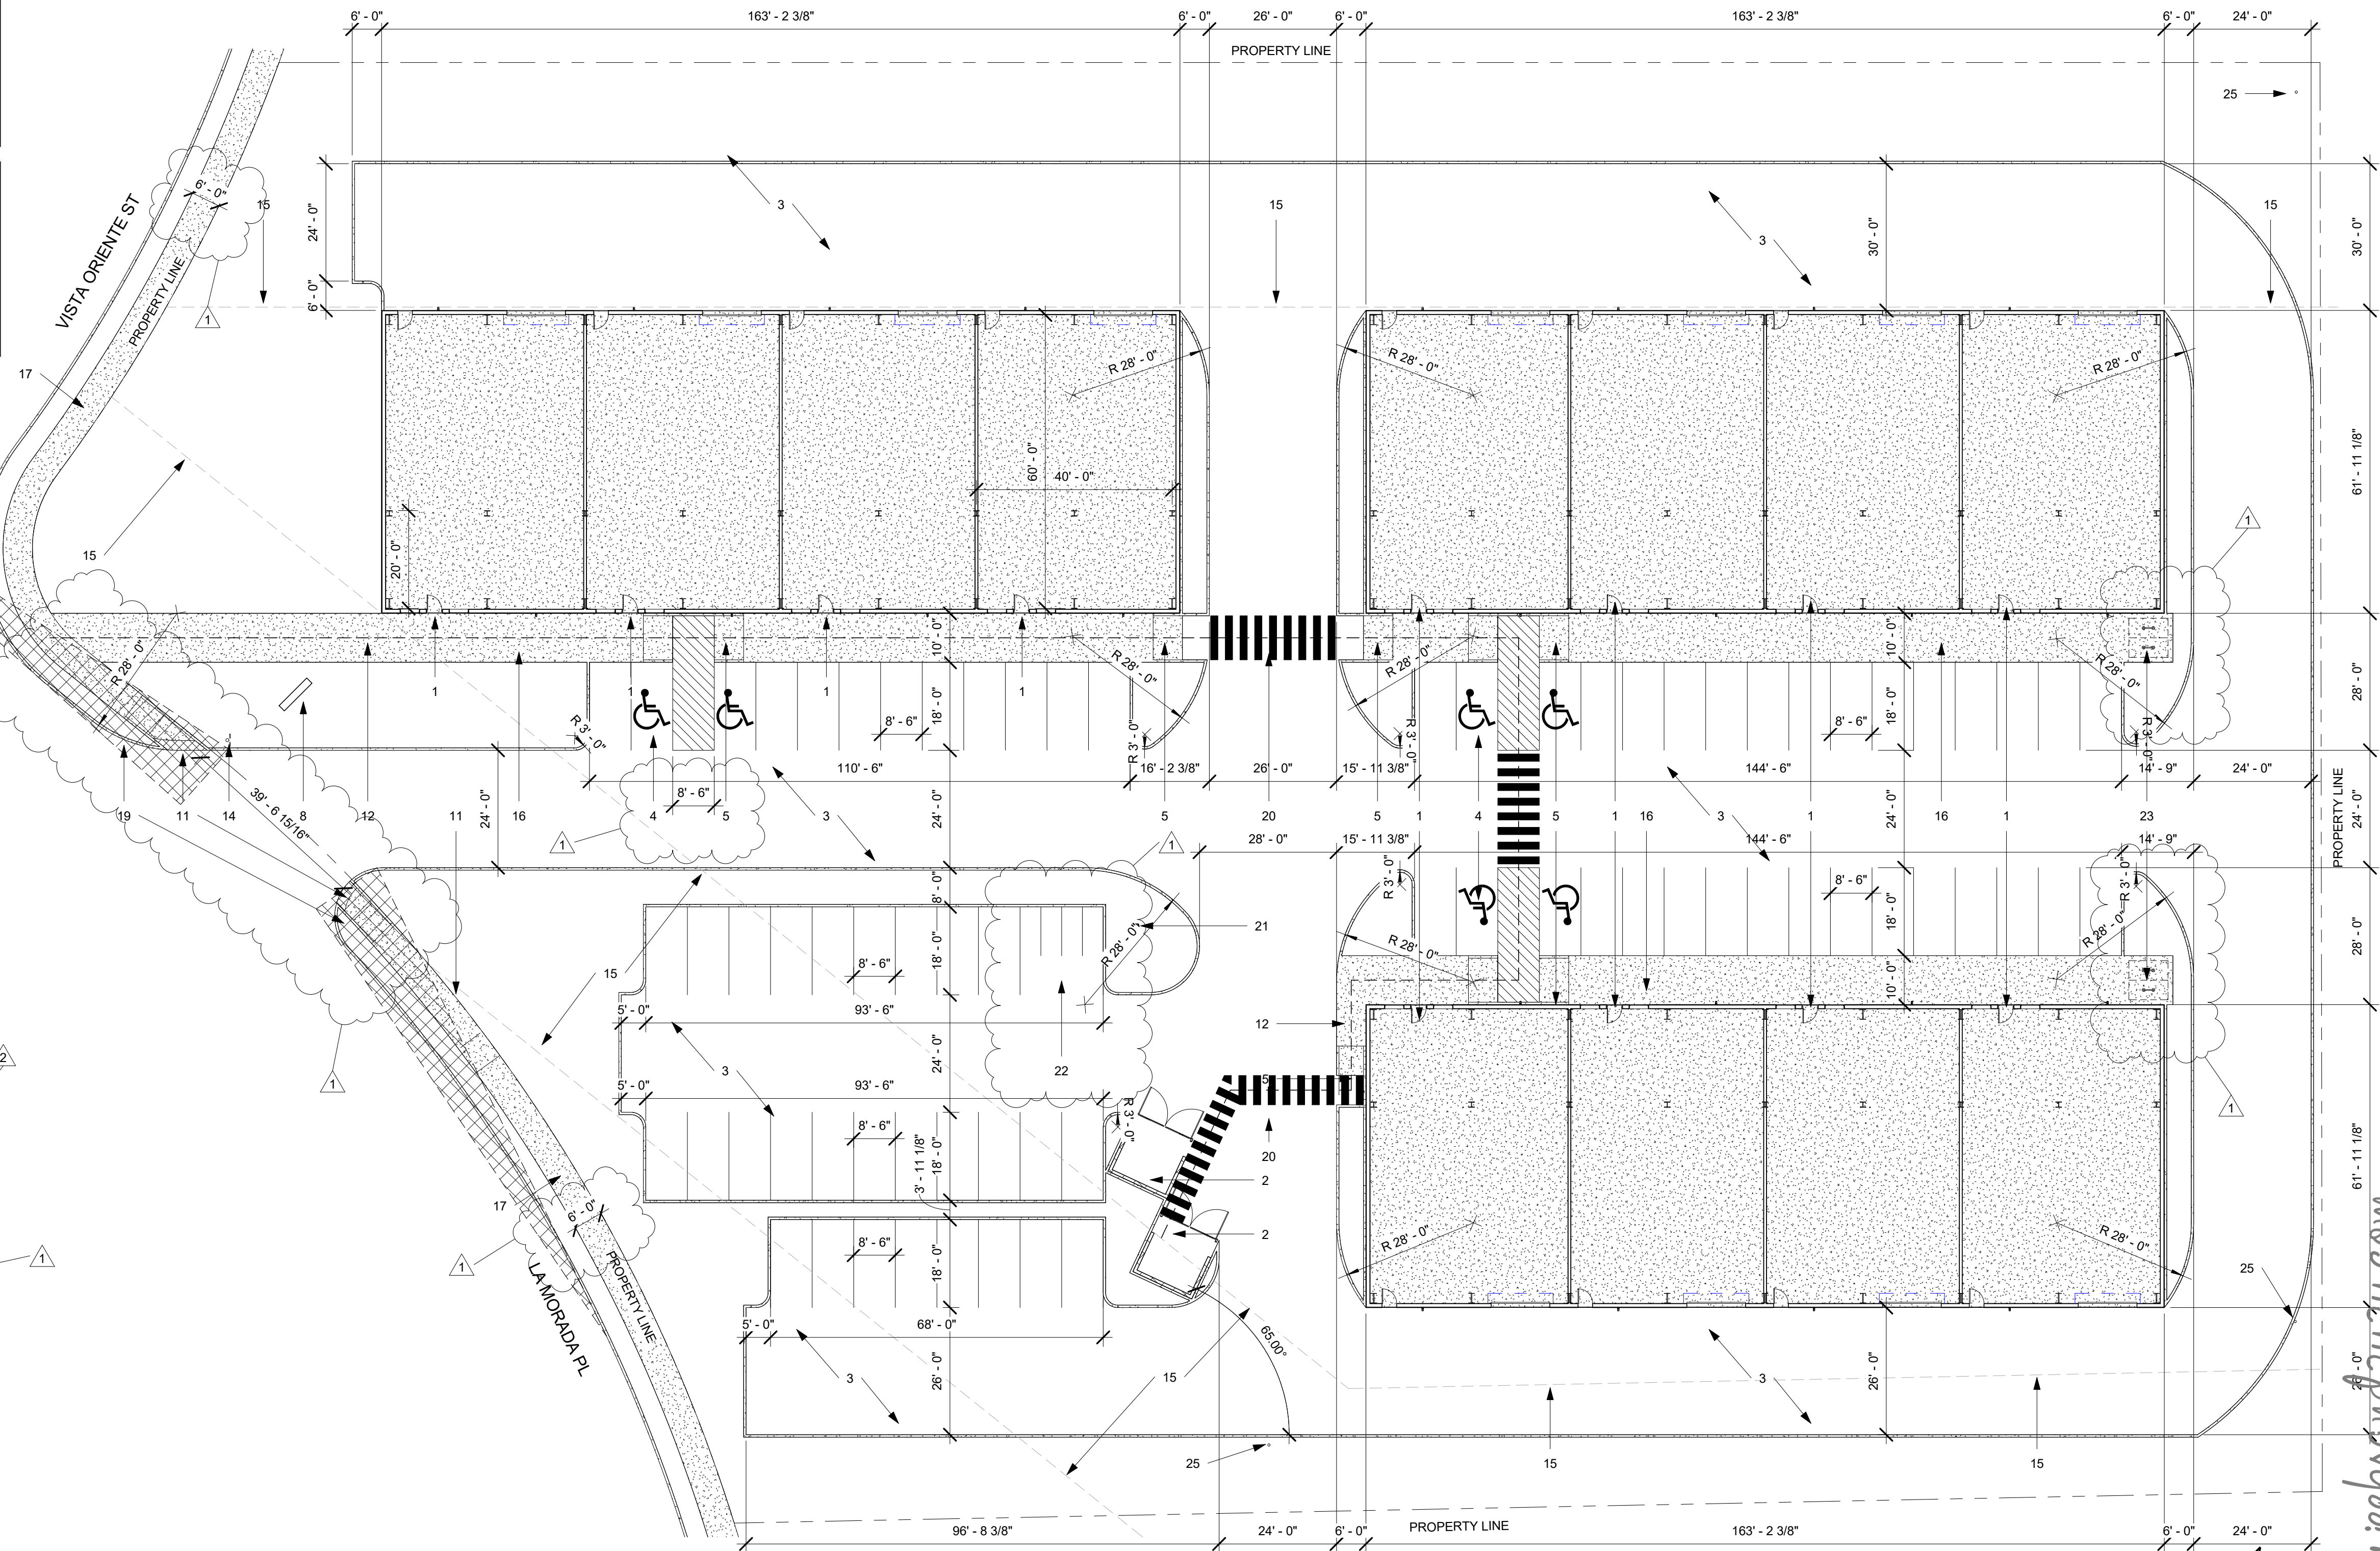 6' - 0" 163' - 2 3/8" 6' - 0" 26' - 0" 6' - 0" 163' - 2 3/8" 6' - 0" 24' - 0"
PROPERTY LINE
25
6' - 0"
15
3
15
3
15
24' - 0"
30' - 0"
30' - 0"
VISTA ORIENTE ST
PROPERTY LINE
1
6' - 0"
17
R 28' - 0"
R 28' - 0"
R 28' - 0"
60' - 0"
40' - 0"
61' - 11 1/8"
1
15
20' - 0"
R 28' - 0"
10' - 0"
R 28' - 0"
R 28' - 0"
10' - 0"
R 28' - 0"
28' - 0"
1 1 1 1
R 3' - 0"
8' - 6"
18' - 0"
R 3' - 0"
R 3' - 0"
8' - 6"
18' - 0"
R 3' - 0"
110' - 6" 16' - 2 3/8" 26' - 0" 15' - 11 3/8" 144' - 6" 14' - 9" 24' - 0"
39' - 6 15/16"
24' - 0"
8' - 6"
24' - 0"
24' - 0"
24' - 0"
PROPERTY LINE
19 11 14 8 12 11 16 4 5 3 5 20 5 1 4 5 1 16 3 1 16 1 23
1
1
28' - 0" 15' - 11 3/8" 144' - 6" 14' - 9"
8' - 0"
R 3' - 0"
8' - 6"
R 3' - 0"
18' - 0"
R 28' - 0"
21
R 28' - 0"
18' - 0"
R 28' - 0"
28' - 0"
15
8' - 6"
10' - 0"
5' - 0" 93' - 6"
12
2
1
3
24' - 0"
22
5
5' - 0" 93' - 6"
R 3' - 0"
1
8' - 6"
18' - 0"
20
61' - 11 1/8"
3' - 11 1/8"
2
17
6' - 0"
2
R 28' - 0"
R 28' - 0"
1
1
8' - 6"
18' - 0"
25
LA MORADA PL
PROPERTY LINE
5' - 0" 68' - 0"
65.00°
3
26' - 0"
15
3
26' - 0"
26' - 0"
25
15
15
96' - 8 3/8" 24' - 0" 6' - 0" PROPERTY LINE 163' - 2 3/8" 6' - 0" 24' - 0"